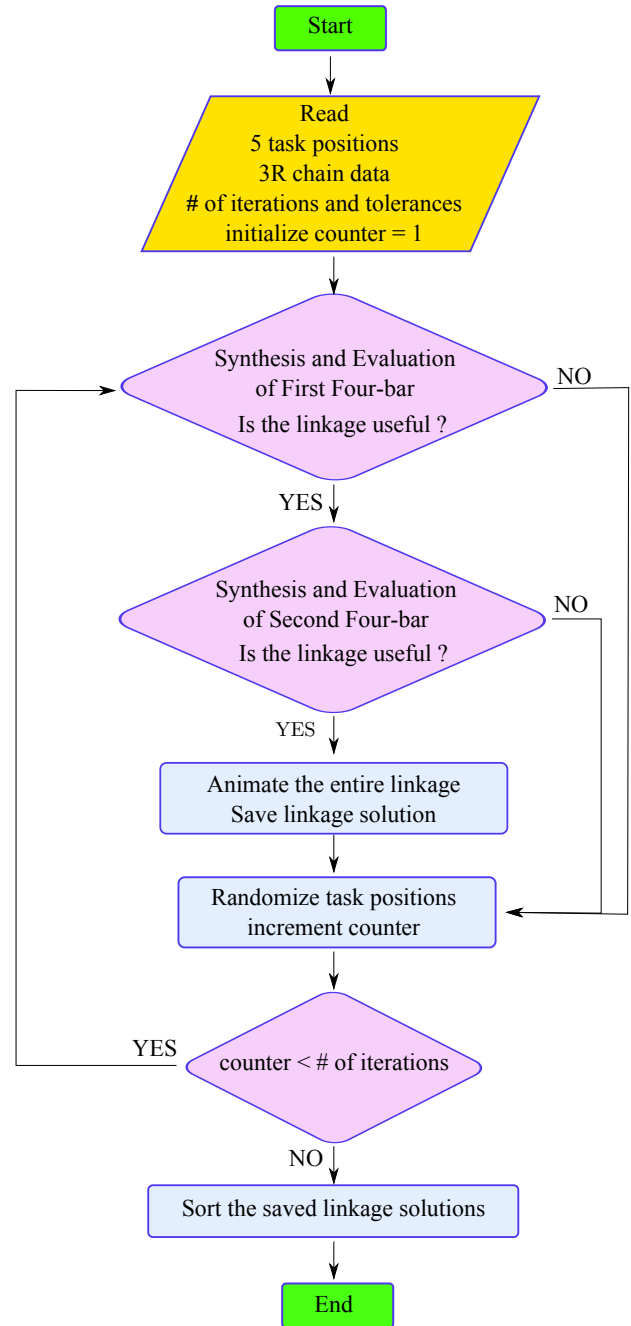 Start
Read
5 task positions
3R chain data
# of iterations and tolerances
initialize counter = 1
Synthesis and Evaluation
of First Four-bar
Is the linkage useful ?
NO
YES
Synthesis and Evaluation
of Second Four-bar
Is the linkage useful ?
NO
YES
Animate the entire linkage
Save linkage solution
Randomize task positions
increment counter
YES
counter < # of iterations
NO
Sort the saved linkage solutions
End